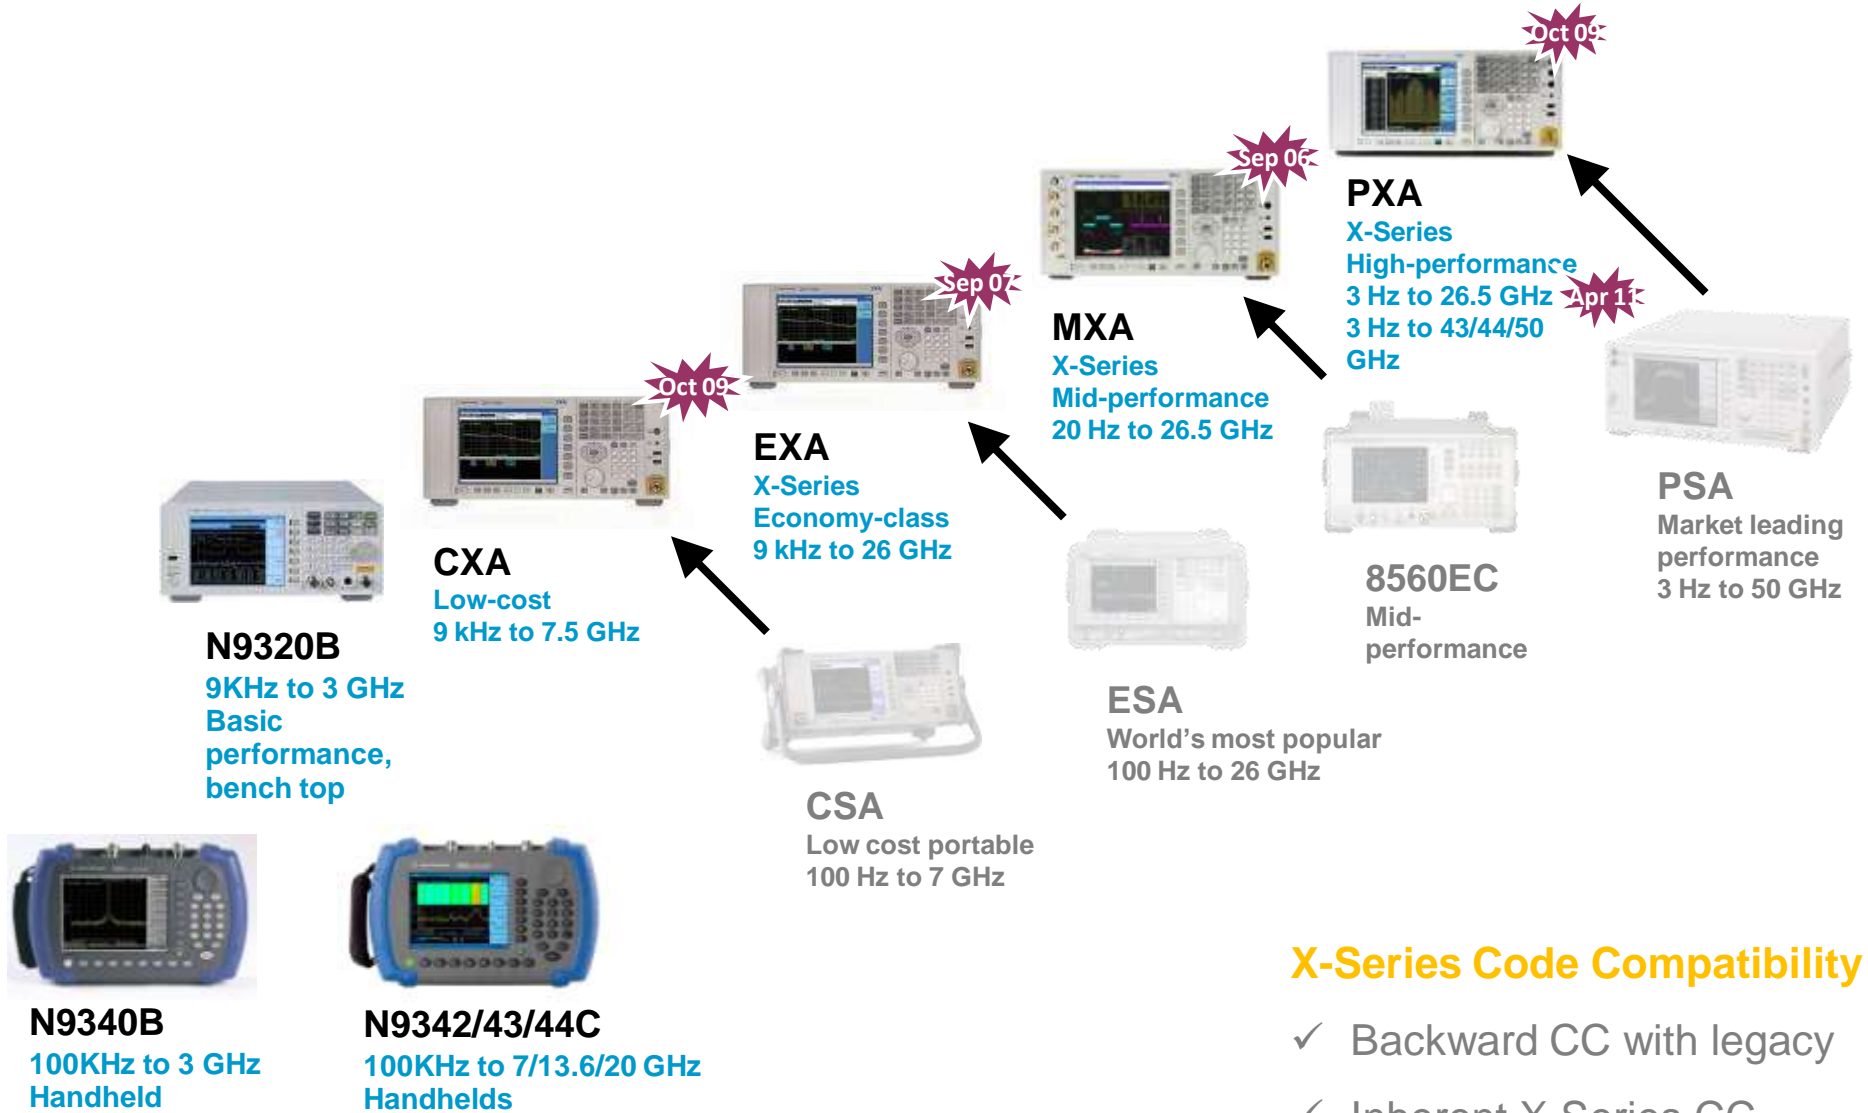 Oct 09
PXA
X-Series
High-performance
3 Hz to 26.5 GHz
3 Hz to 43/44/50
GHz
Apr 11
Sep 06
MXA
X-Series
Mid-performance
20 Hz to 26.5 GHz
Sep 07
EXA
X-Series
Economy-class
9 kHz to 26 GHz
Oct 09
CXA
Low-cost
9 kHz to 7.5 GHz
N9320B
9KHz to 3 GHz
Basic
performance,
bench top
PSA
Market leading
performance
3 Hz to 50 GHz
8560EC
Mid-
performance
ESA
World's most popular
100 Hz to 26 GHz
CSA
Low cost portable
100 Hz to 7 GHz
N9340B
100KHz to 3 GHz
Handheld
N9342/43/44C
100KHz to 7/13.6/20 GHz
Handhelds
X-Series Code Compatibility
✓ Backward CC with legacy
✓ Inherent X-Series CC